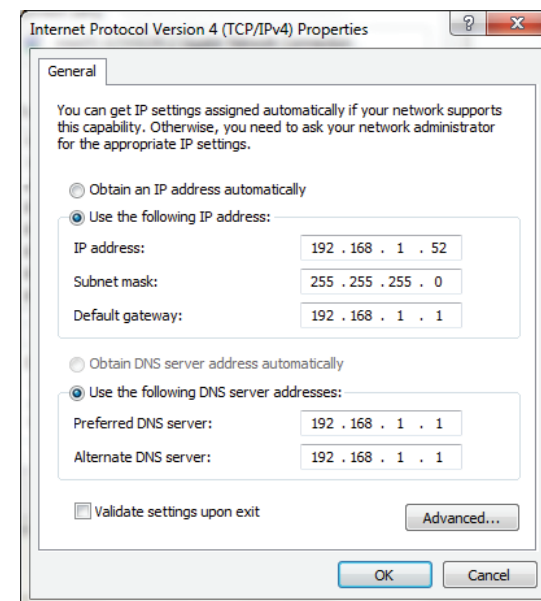 Internet Protocol Version 4 (TCP/IPv4) Properties
General
You can get IP settings assigned automatically if your network supports
this capability. Otherwise, you need to ask your network administrator
for the appropriate IP settings.
Obtain an IP address automatically
Use the following IP address:
IP address: 192 . 168 . 1 . 52
Subnet mask: 255 . 255 . 255 . 0
Default gateway: 192 . 168 . 1 . 1
Obtain DNS server address automatically
Use the following DNS server addresses:
Preferred DNS server: 192 . 168 . 1 . 1
Alternate DNS server: 192 . 168 . 1 . 1
Validate settings upon exit
Advanced...
OK Cancel